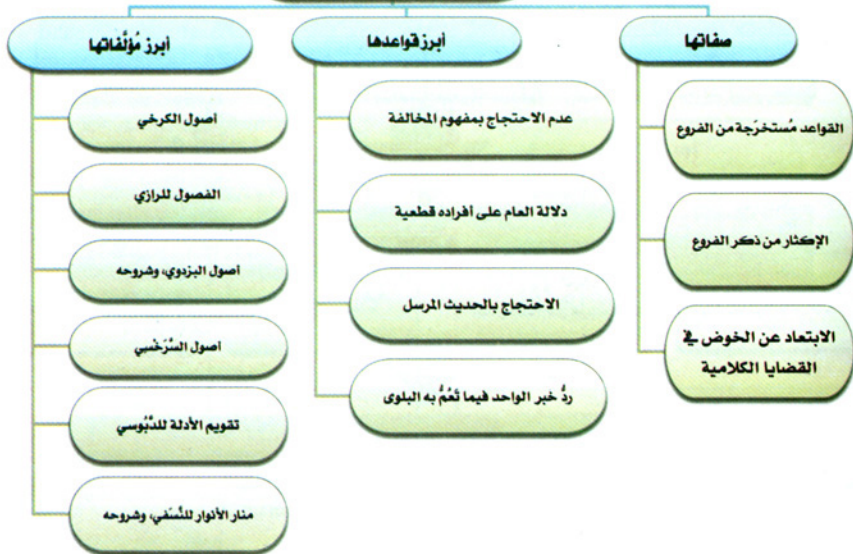 صفاتها
القواعد مُستخرَجة من الفروع
الإكثار من ذكر الفروع
الابتعاد عن الخوض في
القضايا الكلامية
أبرز قواعدها
عدم الاحتجاج بمفهوم المخالفة
دلالة العام على أفراده قطعية
الاحتجاج بالحديث المرسل
ردُّ خبر الواحد فيما تَعُمُّ به البلوى
أبرز مُؤلَّفاتها
أصول الكرخي
الفصول للرازي
أصول البزدوي، وشروحه
أصول السَّرَخْسِي
تقويم الأدلة للدَّبُوسي
منار الأنوار للنَّسَفي، وشروحه